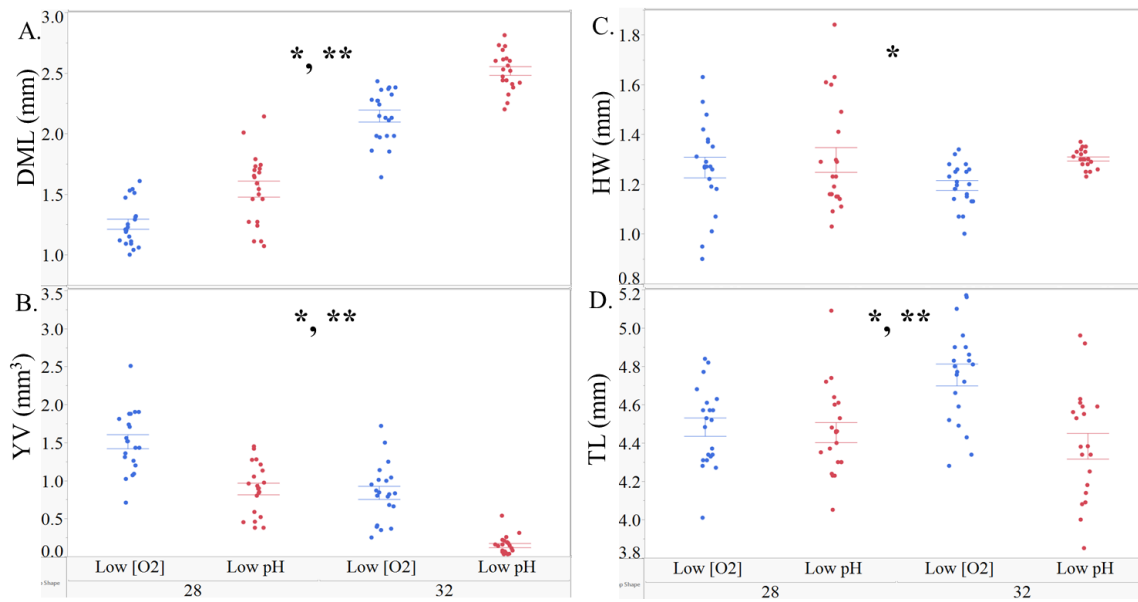 A.
DML (mm)
3.0
2.5
2.0
1.5
1.0
*, **
B.
YV (mm³)
3.5
3.0
2.5
2.0
1.5
1.0
0.5
0.0
*, **
Low [O2] Low pH Low [O2] Low pH
28 32
p Shape
C.
HW (mm)
1.8
1.6
1.4
1.2
1.0
0.8
*
D.
TL (mm)
5.2
5.0
4.8
4.6
4.4
4.2
4.0
3.8
*, **
Low [O2] Low pH Low [O2] Low pH
28 32
p Shape